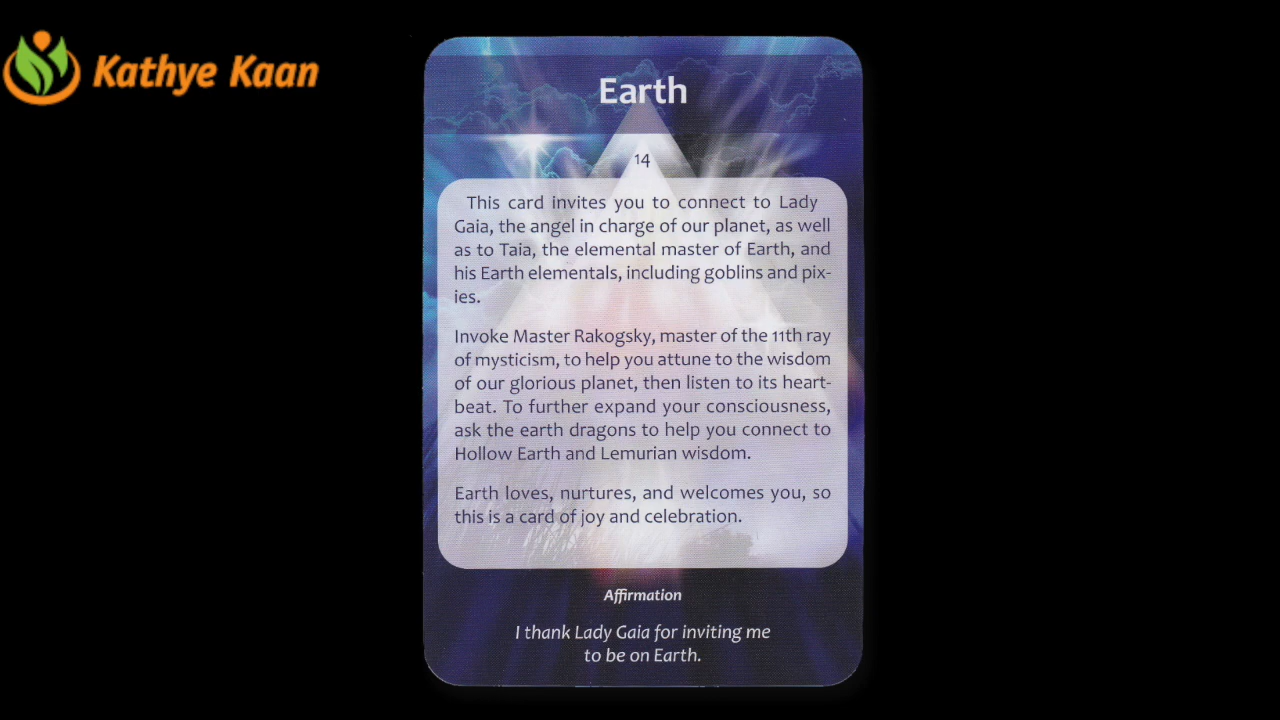 Kathye Kaan
Earth
14
This card invites you to connect to Lady
Gaia, the angel in charge of our planet, as well
as to Taia, the elemental master of Earth, and
his Earth elementals, including goblins and pix-
ies.
Invoke Master Rakogsky, master of the 11th ray
of mysticism, to help you attune to the wisdom
of our glorious planet, then listen to its heart-
beat. To further expand your consciousness,
ask the earth dragons to help you connect to
Hollow Earth and Lemurian wisdom.
Earth loves, nurtures, and welcomes you, so
this is a card of joy and celebration.
Affirmation
I thank Lady Gaia for inviting me
to be on Earth.